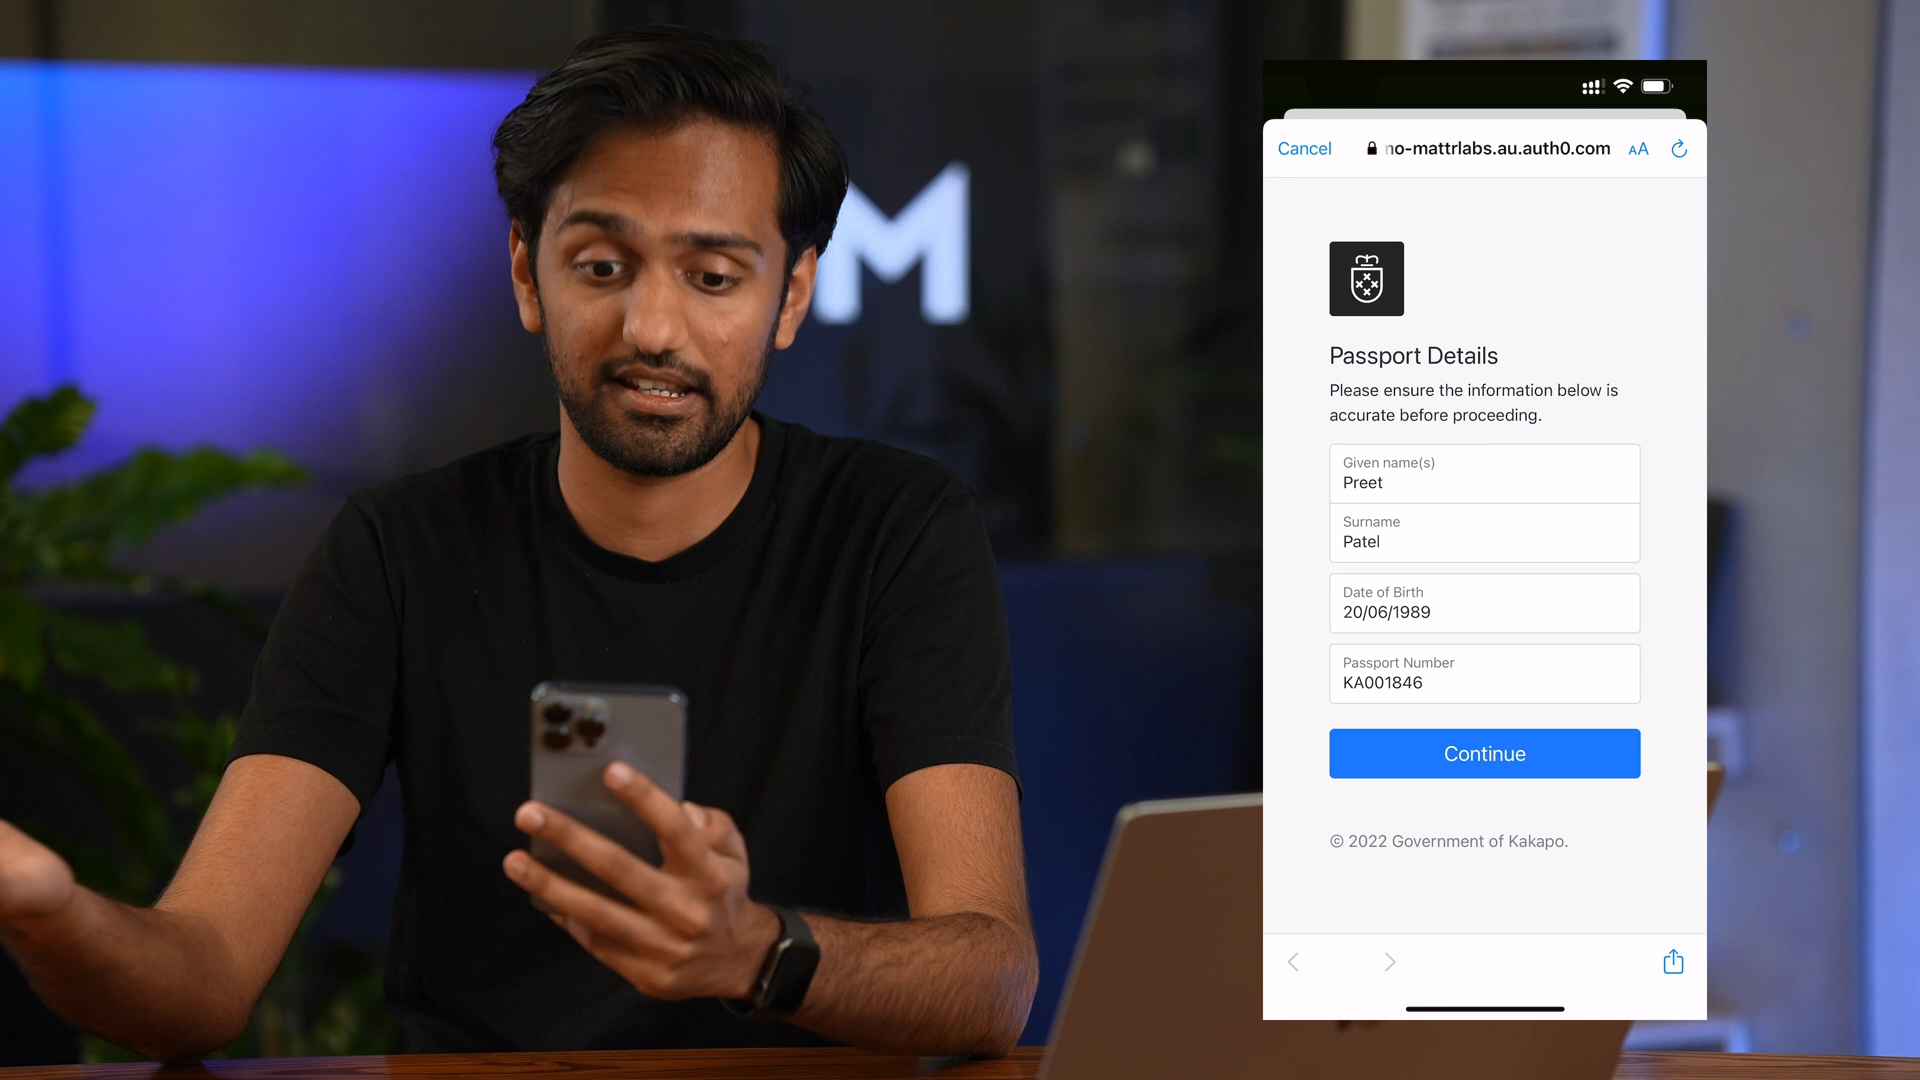 M
Cancel
no-mattrlabs.au.auth0.com
AA
Passport Details
Please ensure the information below is
accurate before proceeding.
Given name(s)
Preet
Surname
Patel
Date of Birth
20/06/1989
Passport Number
KA001846
Continue
© 2022 Government of Kakapo.